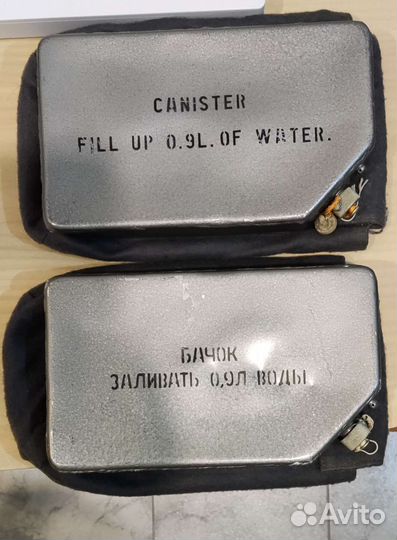 CANISTER
FILL UP 0.9L. OF WATER.
БАЧОК
ЗАЛИВАТЬ 0,9Л ВОДЫ
Avito